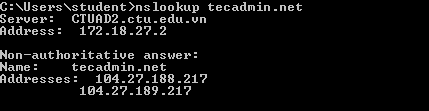 C:\Users\student>nslookup tecadmin.net
Server:  CTUAD2.ctu.edu.vn
Address:  172.18.27.2
Non-authoritative answer:
Name:    tecadmin.net
Addresses:  104.27.188.217
104.27.189.217